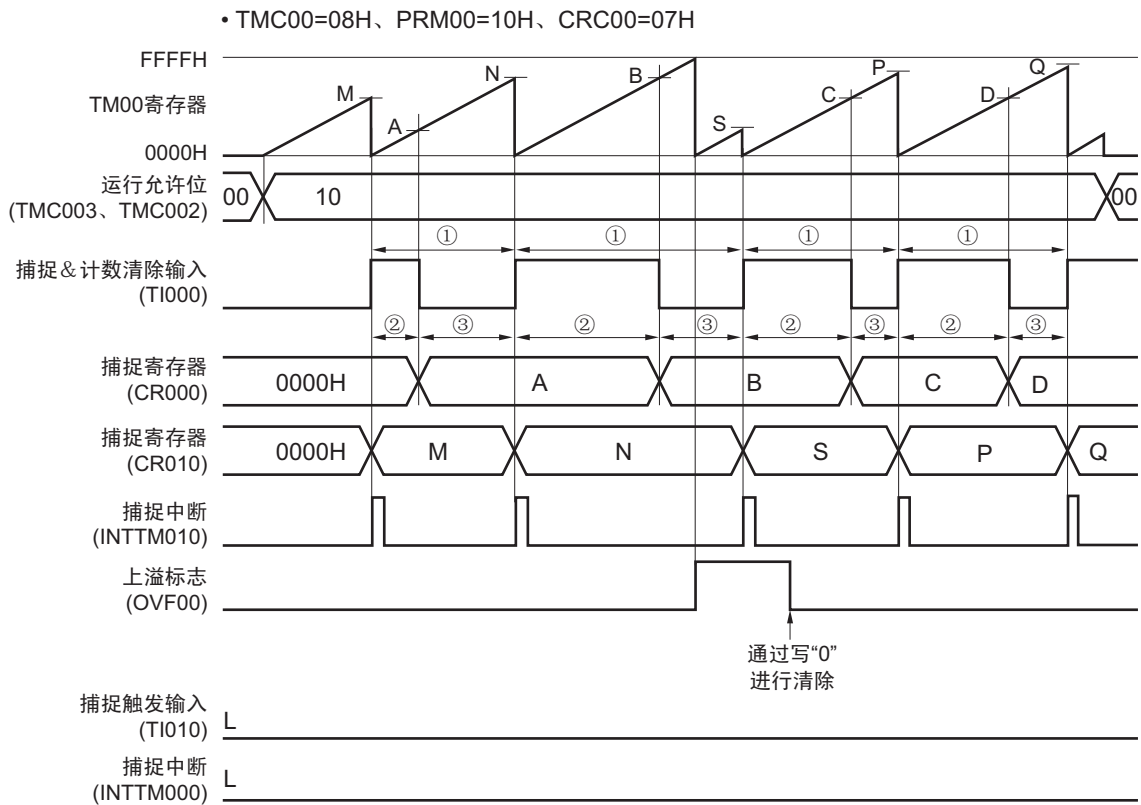 • TMC00=08H、PRM00=10H、CRC00=07H
FFFFH
TM00寄存器
0000H
M
A
N
B
S
C
P
D
Q
运行允许位
(TMC003、TMC002)
00
10
00
① ① ① ①
捕捉&计数清除输入
(TI000)
② ③ ② ③ ② ③ ② ③
捕捉寄存器
(CR000)
0000H A B C D
捕捉寄存器
(CR010)
0000H M N S P Q
捕捉中断
(INTTM010)
上溢标志
(OVF00)
通过写“0”
进行清除
捕捉触发输入
(TI010)
L
捕捉中断
(INTTM000)
L